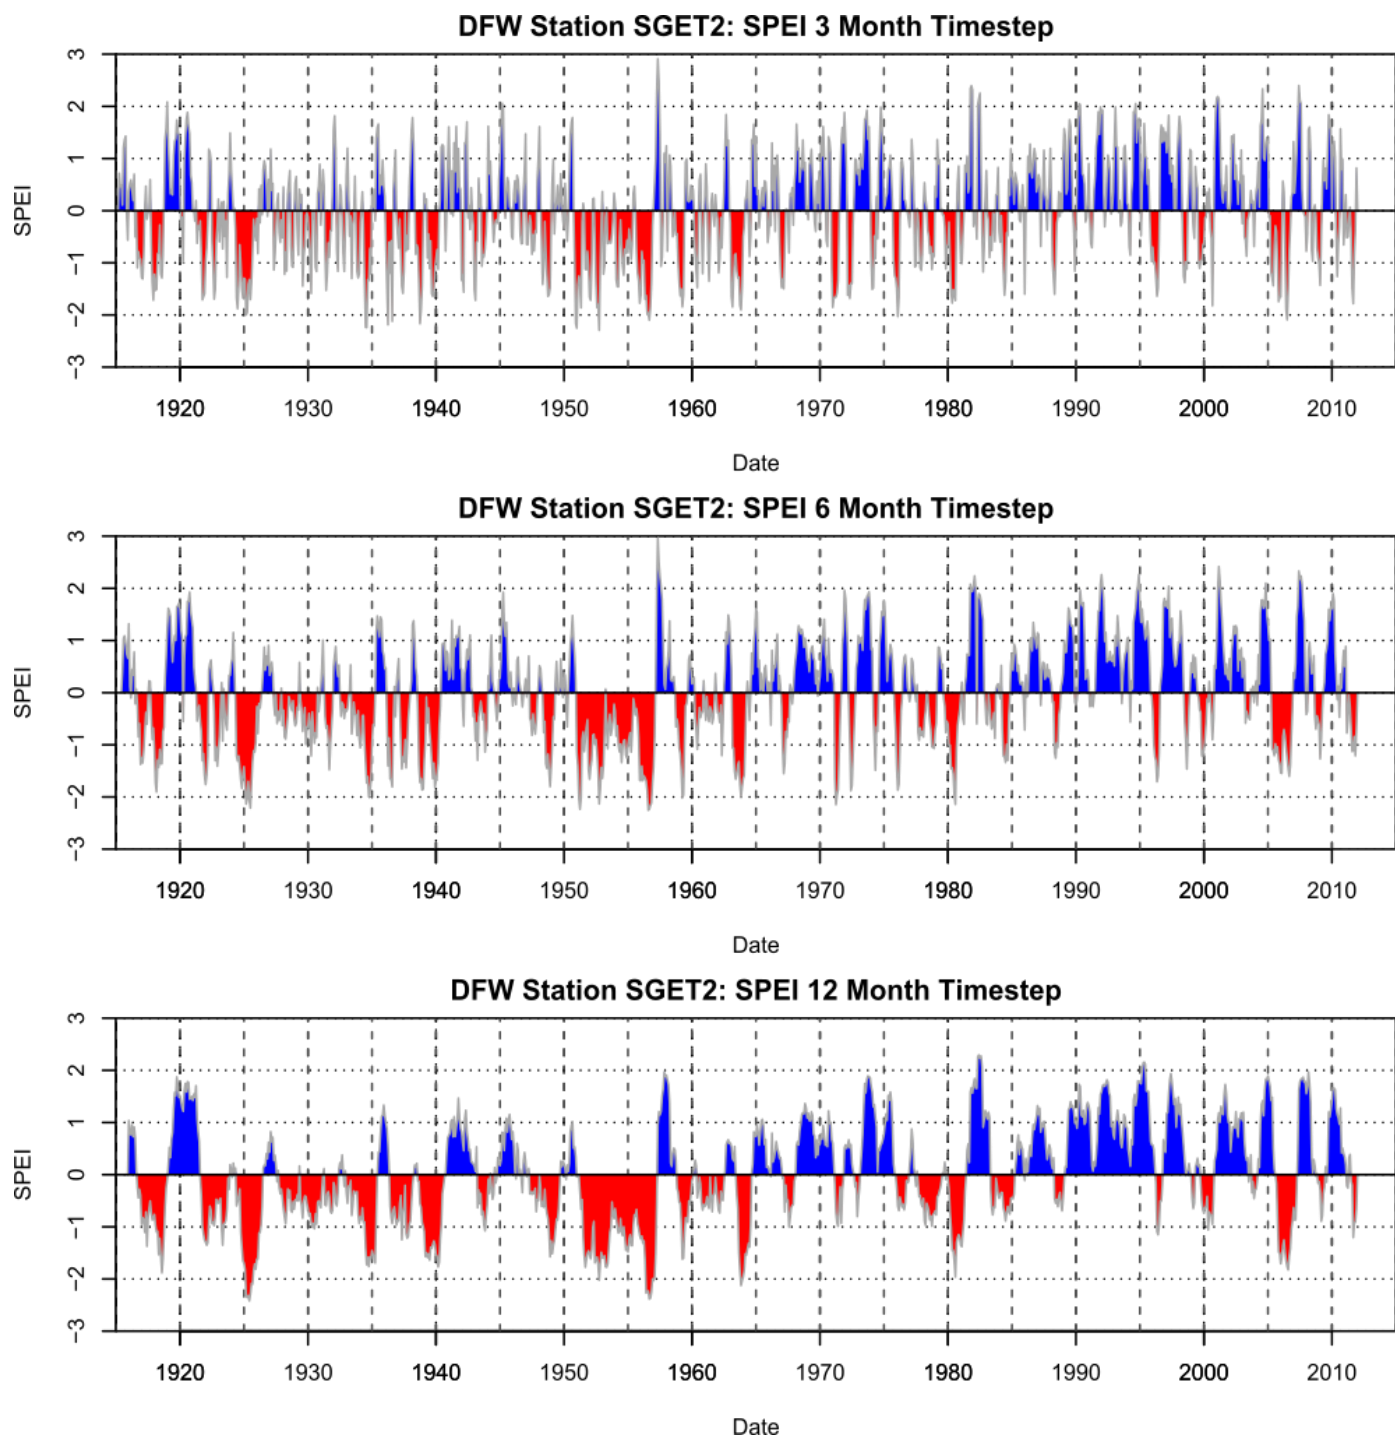 DFW Station SGET2: SPEI 3 Month Timestep
3
2
1
0
−1
−2
−3
SPEI
1920 1930 1940 1950 1960 1970 1980 1990 2000 2010
Date
DFW Station SGET2: SPEI 6 Month Timestep
3
2
1
0
−1
−2
−3
SPEI
1920 1930 1940 1950 1960 1970 1980 1990 2000 2010
Date
DFW Station SGET2: SPEI 12 Month Timestep
3
2
1
0
−1
−2
−3
SPEI
1920 1930 1940 1950 1960 1970 1980 1990 2000 2010
Date